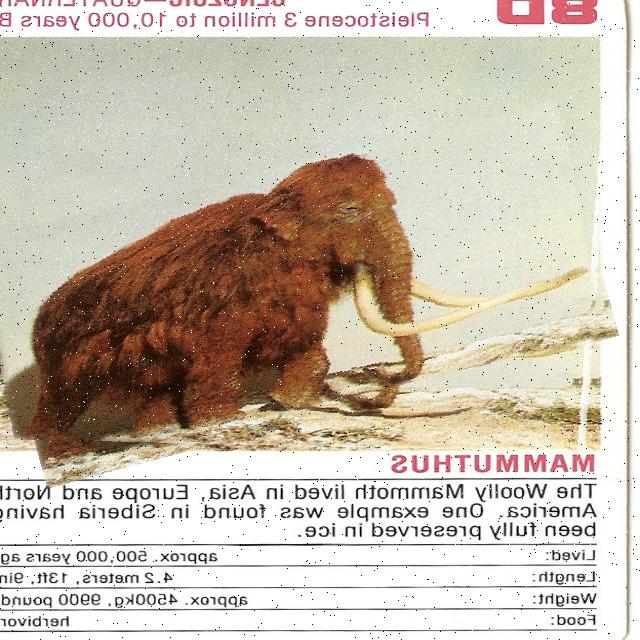 8D
CENOZOIC—QUATERNAR
Pleistocene 3 million to 10,000 years B
MAMMUTHUS
The Woolly Mammoth lived in Asia, Europe and North
America. One example was found in Siberia having
been fully preserved in ice.
Lived: approx. 500,000 years ag
Length: 4.2 meters, 13ft, 9in
Weight: approx. 4500kg, 9900 pound
Food: herbivor